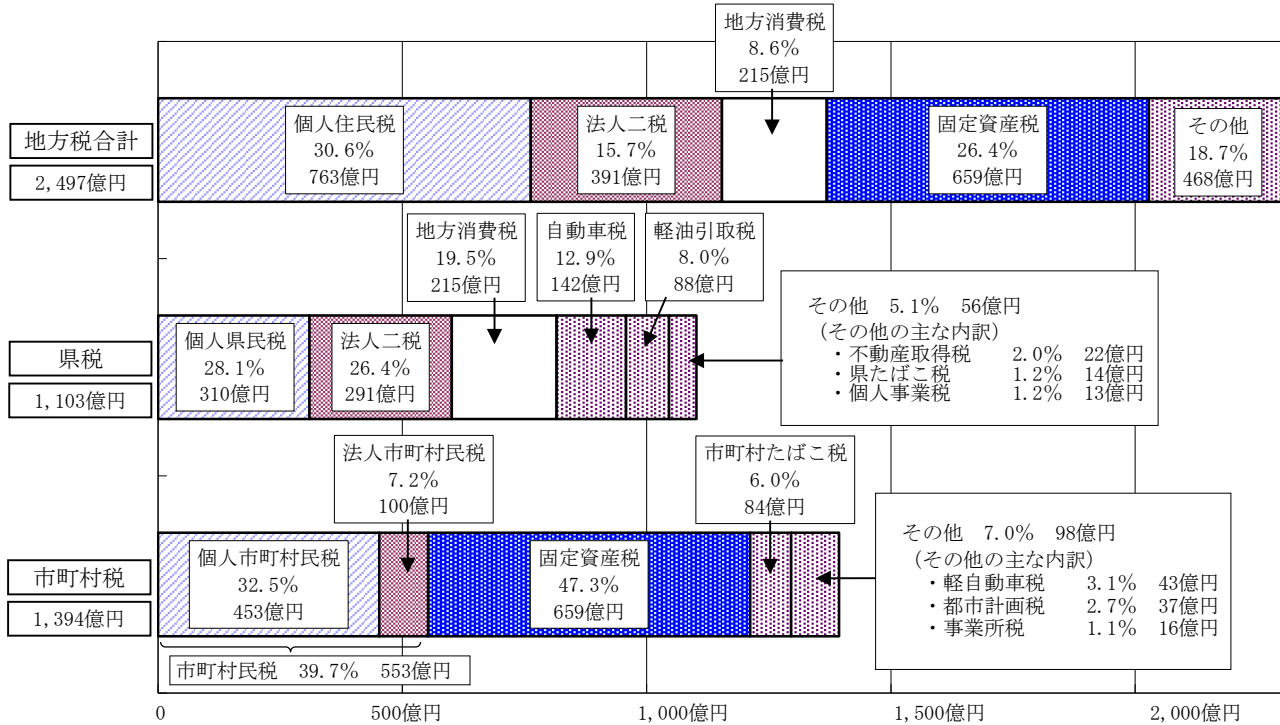 地方消費税
8.6%
215億円
地方税合計
2,497億円
個人住民税
30.6%
763億円
法人二税
15.7%
391億円
固定資産税
26.4%
659億円
その他
18.7%
468億円
地方消費税
19.5%
215億円
自動車税
12.9%
142億円
軽油引取税
8.0%
88億円
県税
1,103億円
個人県民税
28.1%
310億円
法人二税
26.4%
291億円
その他 5.1% 56億円
(その他の主な内訳)
・不動産取得税 2.0% 22億円
・県たばこ税 1.2% 14億円
・個人事業税 1.2% 13億円
法人市町村民税
7.2%
100億円
市町村たばこ税
6.0%
84億円
市町村税
1,394億円
個人市町村民税
32.5%
453億円
固定資産税
47.3%
659億円
その他 7.0% 98億円
(その他の主な内訳)
・軽自動車税 3.1% 43億円
・都市計画税 2.7% 37億円
・事業所税 1.1% 16億円
市町村民税 39.7% 553億円
0 500億円 1,000億円 1,500億円 2,000億円